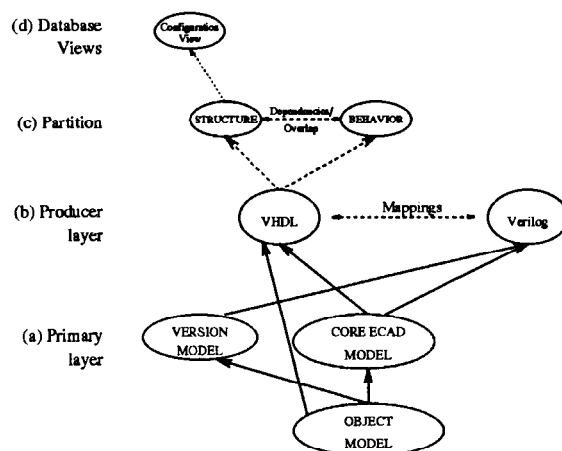 (d) Database
Views
Configuration
View
(c) Partition
STRUCTURE
Dependencies/
Overlap
BEHAVIOR
(b) Producer
layer
VHDL
Mappings
Verilog
(a) Primary
layer
VERSION
MODEL
CORE ECAD
MODEL
OBJECT
MODEL